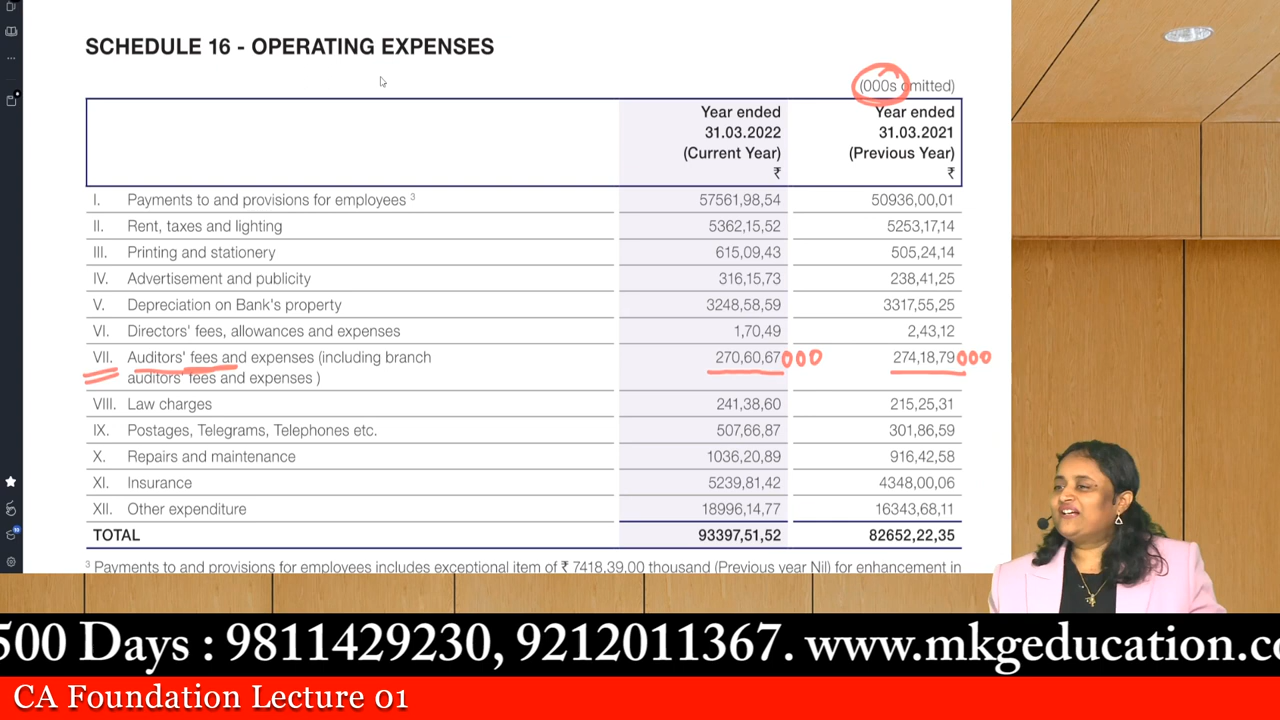 SCHEDULE 16 - OPERATING EXPENSES
(000s omitted)
Year ended 31.03.2022 (Current Year) ₹ Year ended 31.03.2021 (Previous Year) ₹
I. Payments to and provisions for employees 3 57561,98,54 50936,00,01
II. Rent, taxes and lighting 5362,15,52 5253,17,14
III. Printing and stationery 615,09,43 505,24,14
IV. Advertisement and publicity 316,15,73 238,41,25
V. Depreciation on Bank's property 3248,58,59 3317,55,25
VI. Directors' fees, allowances and expenses 1,70,49 2,43,12
VII. Auditors' fees and expenses (including branch 270,60,67 000 274,18,79 000
auditors' fees and expenses )
VIII. Law charges 241,38,60 215,25,31
IX. Postages, Telegrams, Telephones etc. 507,66,87 301,86,59
X. Repairs and maintenance 1036,20,89 916,42,58
XI. Insurance 5239,81,42 4348,00,06
XII. Other expenditure 18996,14,77 16343,68,11
TOTAL 93397,51,52 82652,22,35
3 Payments to and provisions for employees includes exceptional item of ₹ 7418,39,00 thousand (Previous year Nil) for enhancement in
500 Days : 9811429230, 9212011367. www.mkgeducation.co
CA Foundation Lecture 01